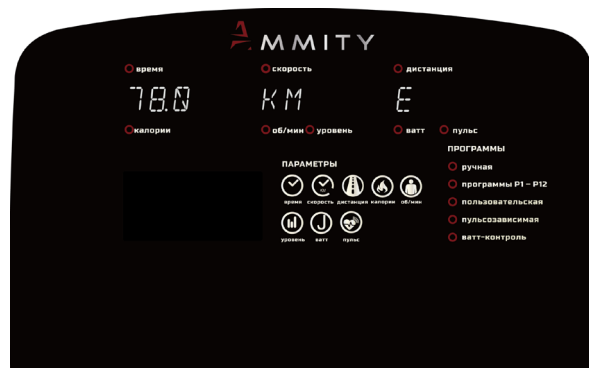 AMMITY
время скорость дистанция
78.0 KM E
калории об/мин уровень ватт пульс
ПРОГРАММЫ
ПАРАМЕТРЫ
ручная
программы P1 – P12
время скорость дистанция калории об/мин
пользовательская
пульсозависимая
уровень ватт пульс
ватт-контроль